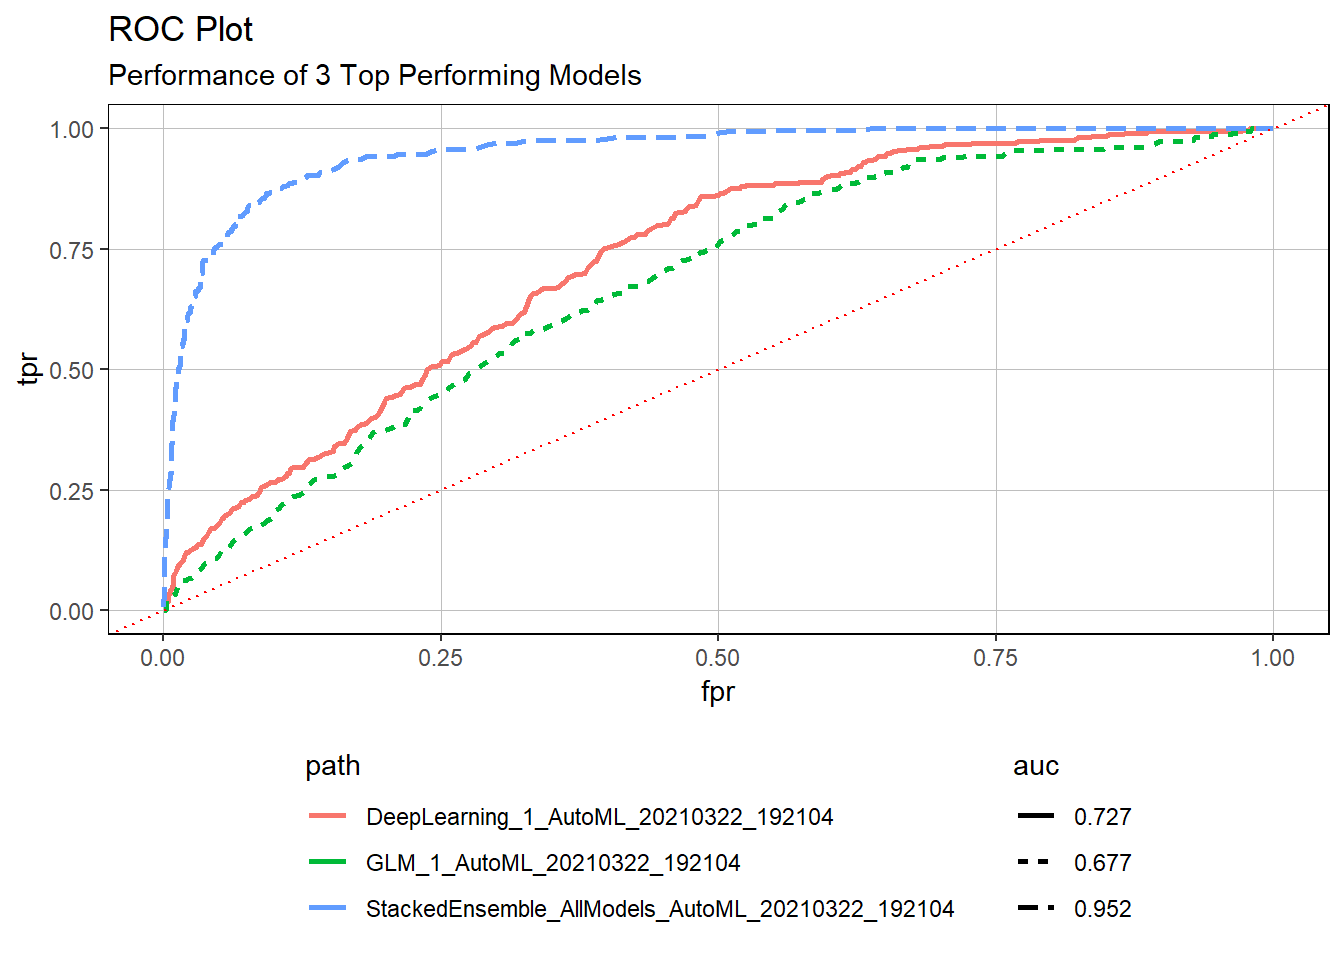 ROC Plot
Performance of 3 Top Performing Models
1.00
0.75
0.50
0.25
0.00
tpr
0.00 0.25 0.50 0.75 1.00
fpr
path
DeepLearning_1_AutoML_20210322_192104
GLM_1_AutoML_20210322_192104
StackedEnsemble_AllModels_AutoML_20210322_192104
auc
0.727
0.677
0.952